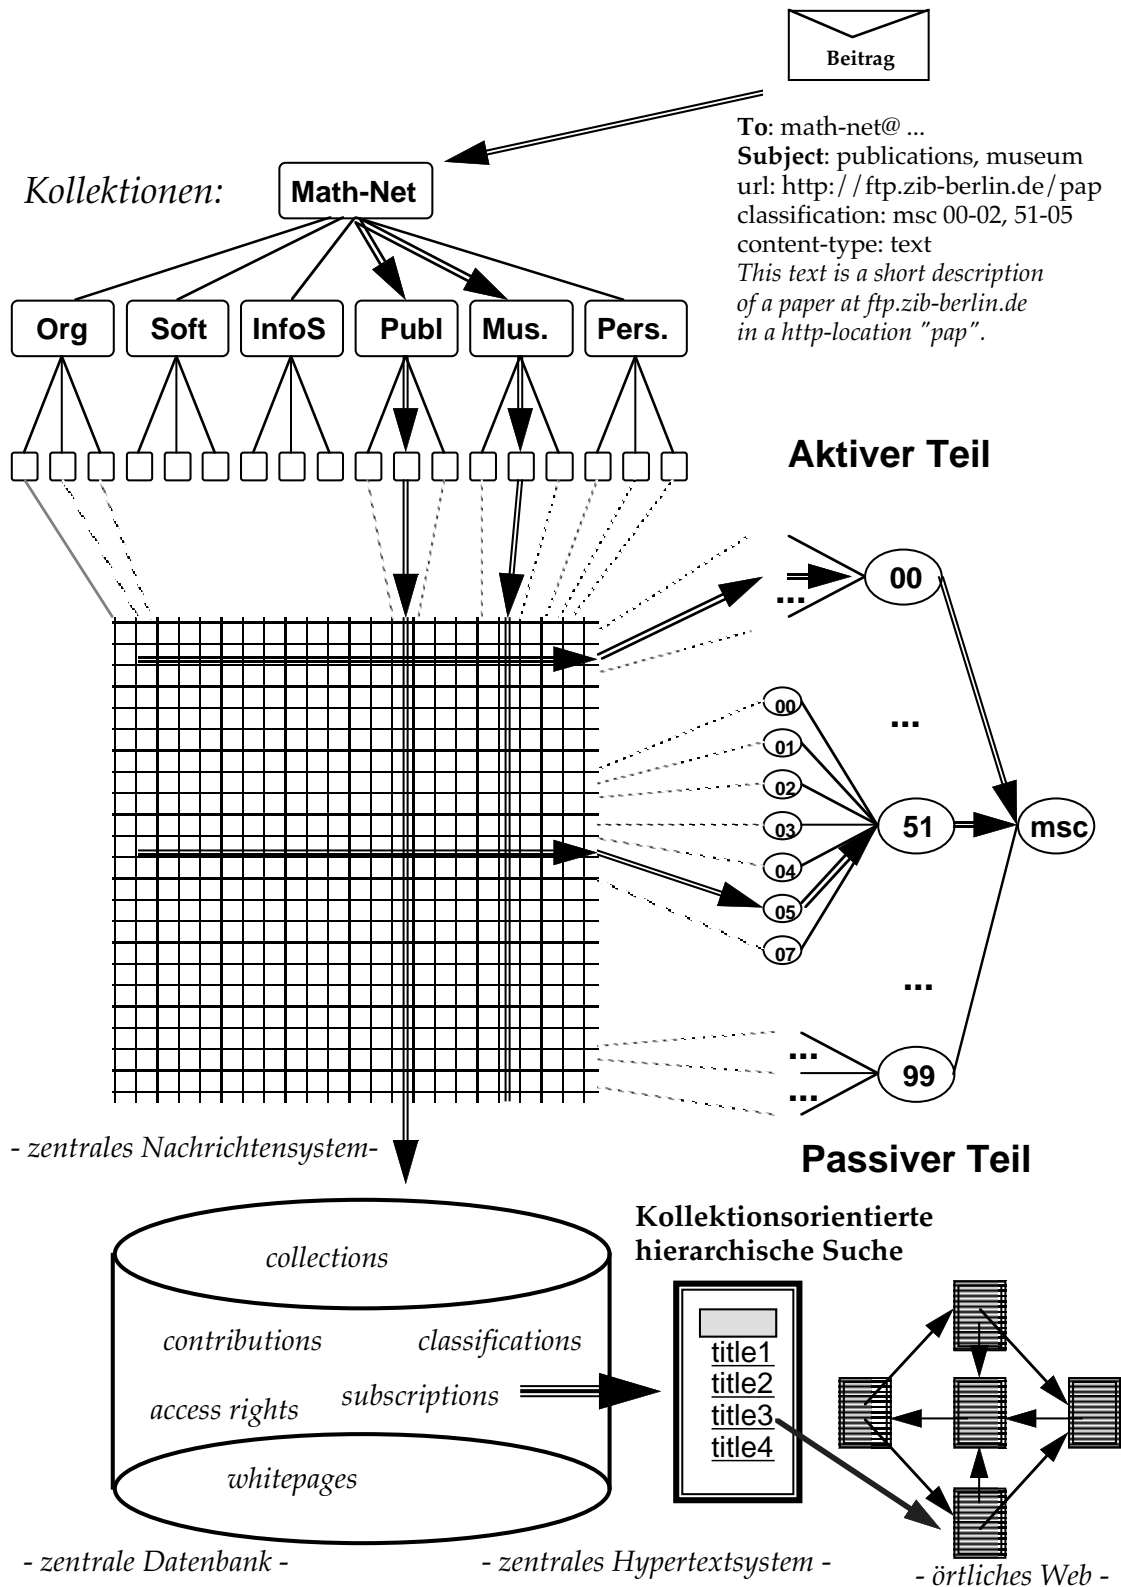 Beitrag
To: math-net@ ...
Subject: publications, museum
url: http://ftp.zib-berlin.de/pap
classification: msc 00-02, 51-05
content-type: text
This text is a short description
of a paper at ftp.zib-berlin.de
in a http-location "pap".
Kollektionen:
Math-Net
Org Soft InfoS Publ Mus. Pers.
Aktiver Teil
...
00
...
00
01
02
03
04
05
07
51
msc
...
...
...
99
- zentrales Nachrichtensystem-
Passiver Teil
Kollektionsorientierte
hierarchische Suche
collections
contributions classifications
access rights subscriptions
whitepages
title1
title2
title3
title4
- zentrale Datenbank -
- zentrales Hypertextsystem -
- örtliches Web -